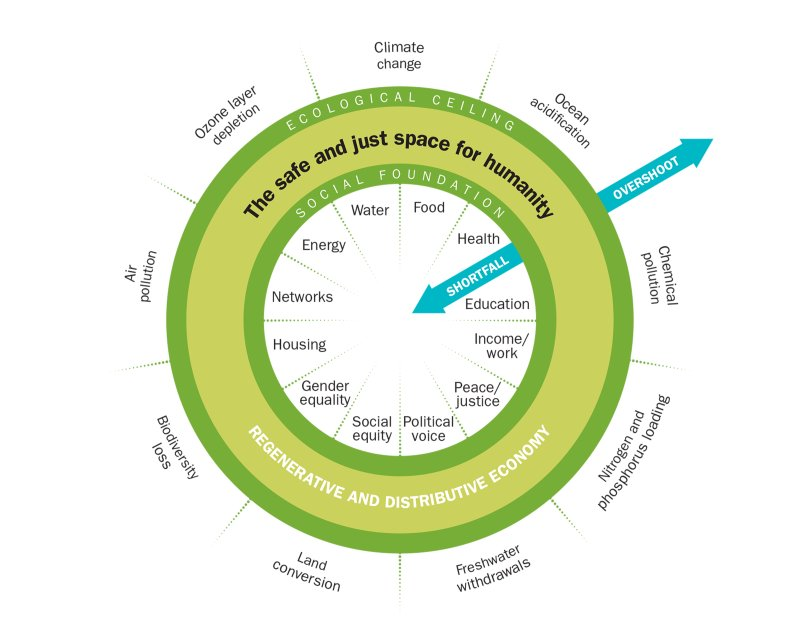 Climate
change
Ozone layer
depletion
Ocean
acidification
ECOLOGICAL CEILING
The safe and just space for humanity
OVERSHOOT
SOCIAL FOUNDATION
Water
Food
Energy
Health
SHORTFALL
Air
pollution
Chemical
pollution
Networks
Education
Housing
Income/
work
Gender
equality
Peace/
justice
Social
equity
Political
voice
REGENERATIVE AND DISTRIBUTIVE ECONOMY
Biodiversity
loss
Nitrogen and
phosphorus loading
Land
conversion
Freshwater
withdrawals